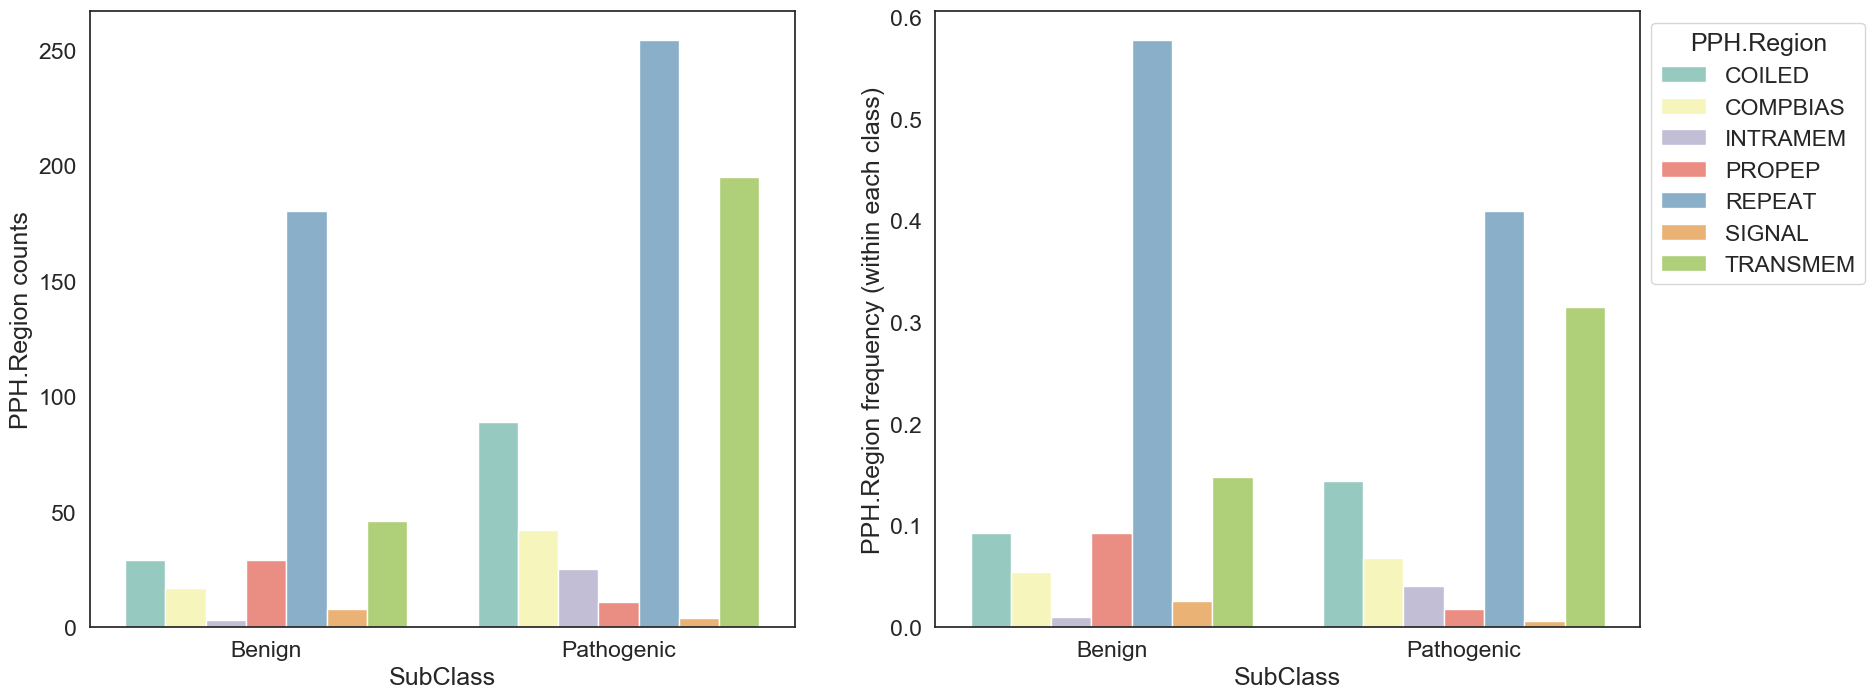 PPH.Region counts
250
200
150
100
50
0
Benign
Pathogenic
SubClass
PPH.Region frequency (within each class)
0.6
0.5
0.4
0.3
0.2
0.1
0.0
Benign
Pathogenic
SubClass
PPH.Region
COILED
COMPBIAS
INTRAMEM
PROPEP
REPEAT
SIGNAL
TRANSMEM